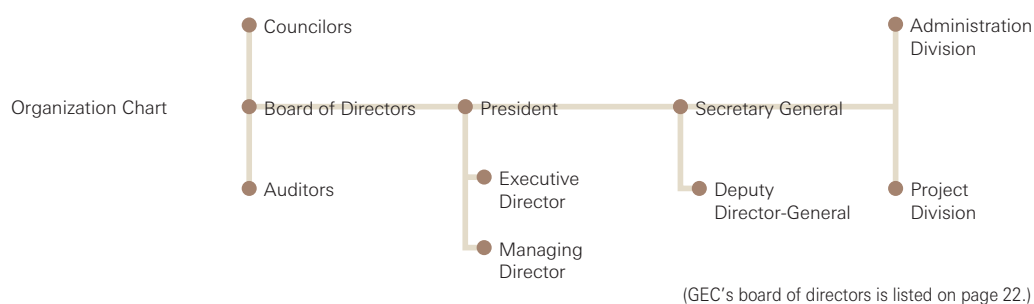 Councilors
Administration
Division
Organization Chart
Board of Directors
President
Secretary General
Auditors
Executive
Director
Deputy
Director-General
Project
Division
Managing
Director
(GEC's board of directors is listed on page 22.)